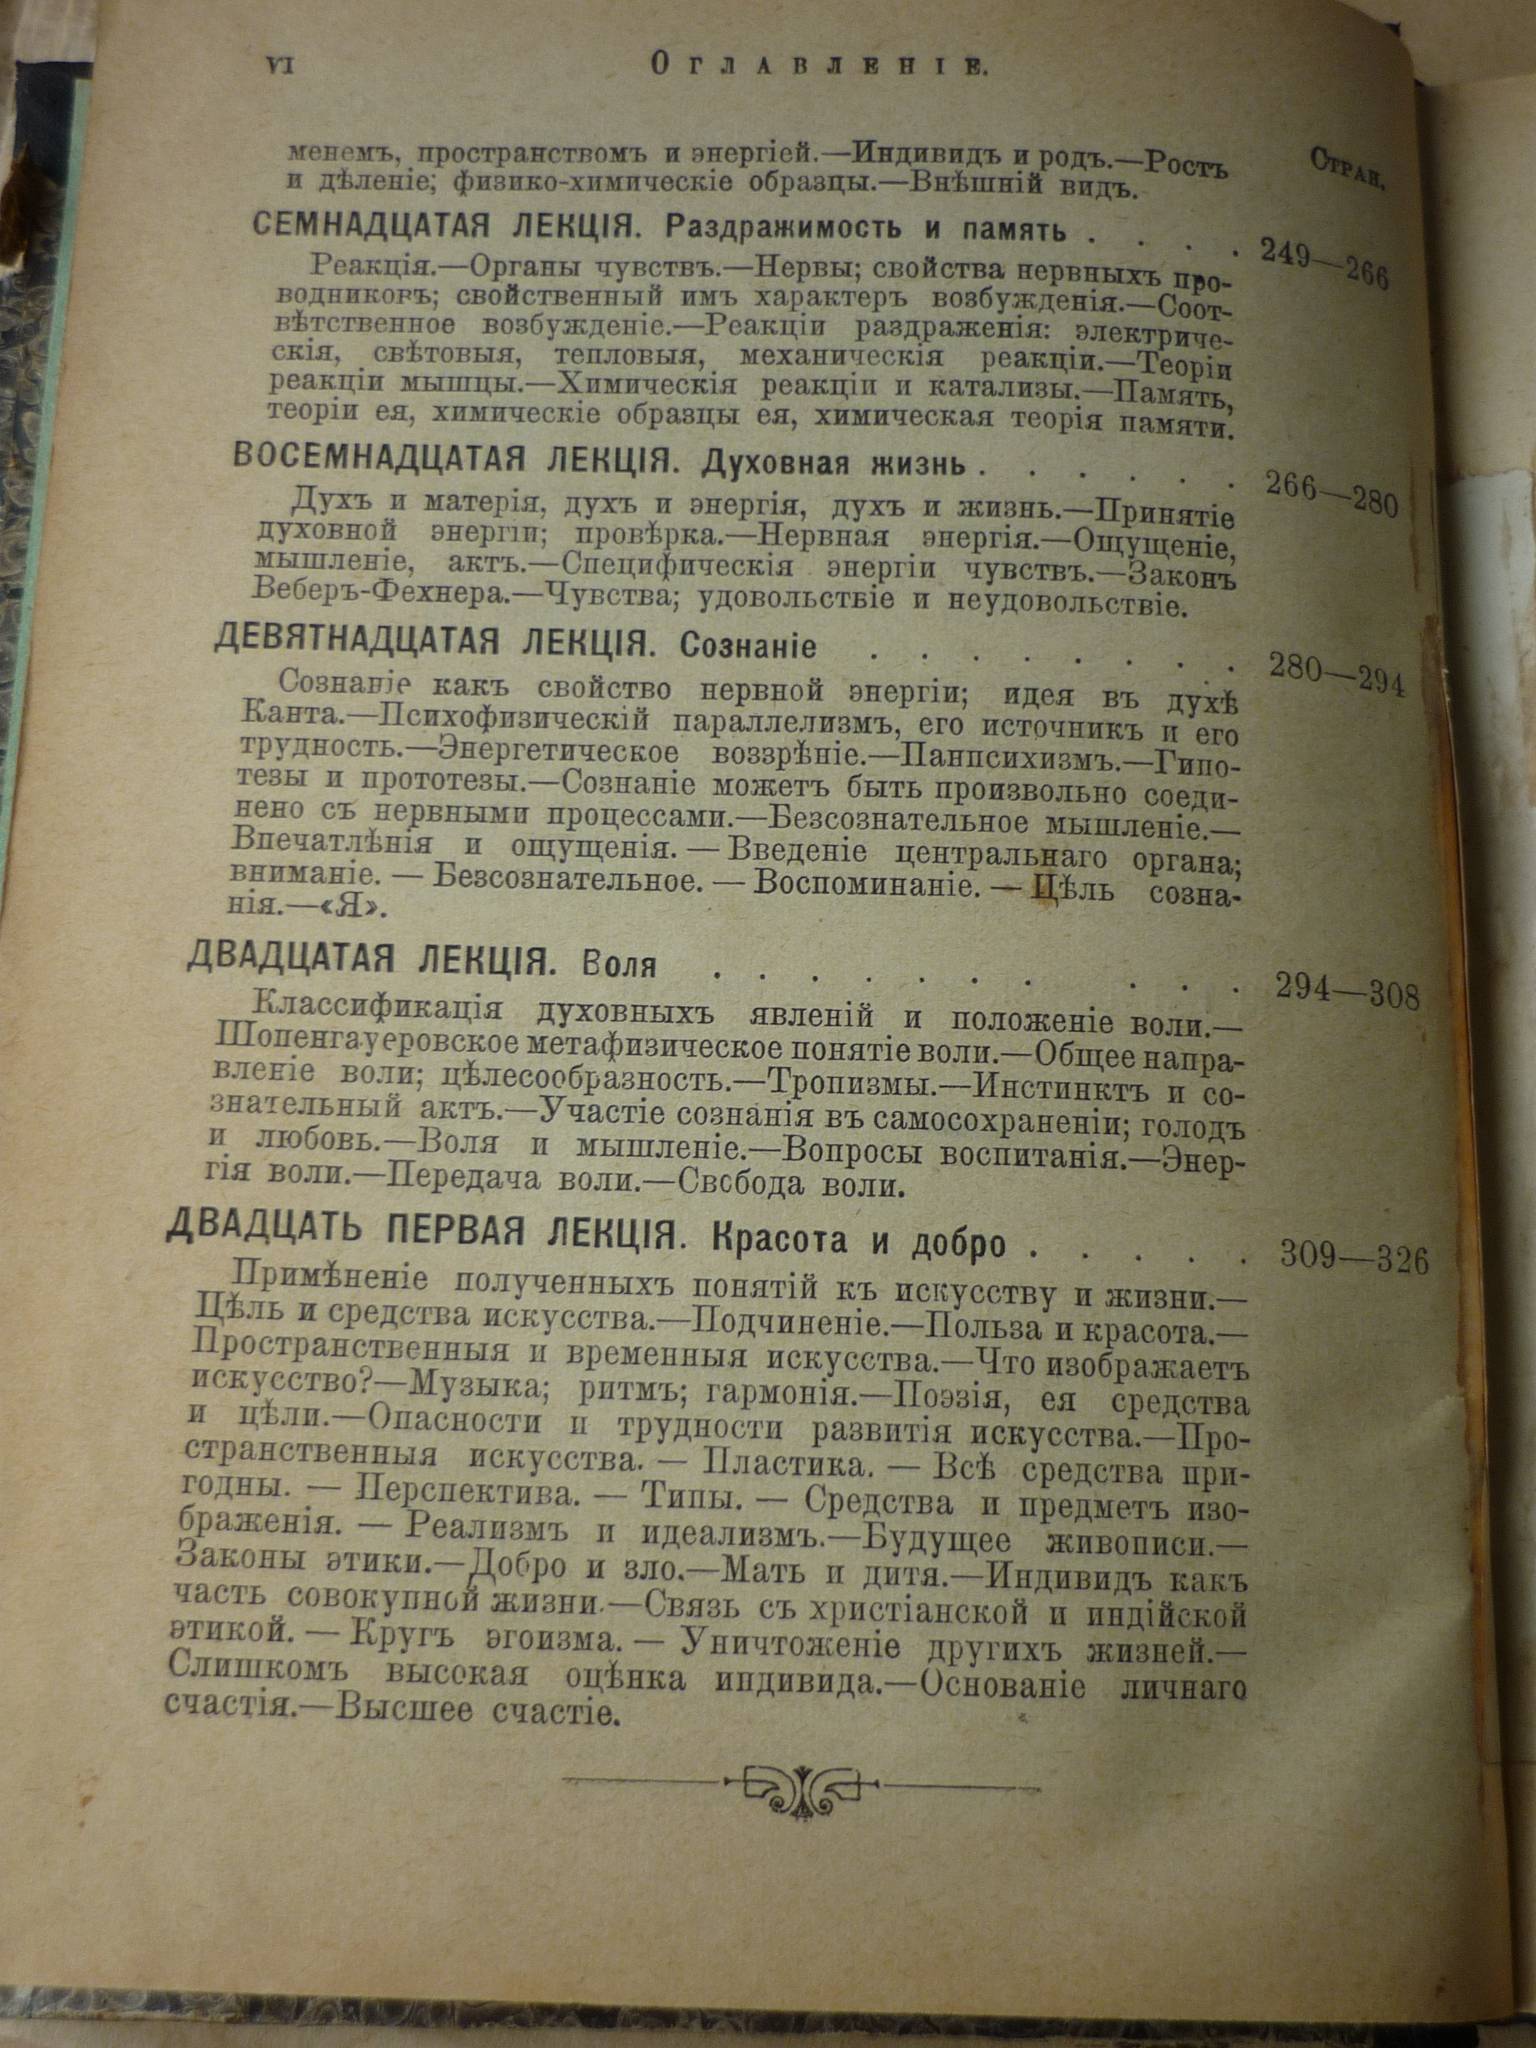 VI
ОГЛАВЛЕНІЕ.
Стран.
менемъ, пространствомъ и энергіей.—Индивидъ и родъ.—Ростъ
и дѣленіе; физико-химическіе образцы.—Внѣшній видъ.
СЕМНАДЦАТАЯ ЛЕКЦІЯ. Раздражимость и память . . . . . 249—266
Реакція.—Органы чувствъ.—Нервы; свойства нервныхъ про-
водниковъ; свойственный имъ характеръ возбужденія.—Соот-
вѣтственное возбужденіе.—Реакціи раздраженія: электриче-
скія, свѣтовыя, тепловыя, механическія реакціи.—Теоріи
реакціи мышцы.—Химическія реакціи и катализы.—Память,
теоріи ея, химическіе образцы ея, химическая теорія памяти.
ВОСЕМНАДЦАТАЯ ЛЕКЦІЯ. Духовная жизнь . . . . . . 266—280
Духъ и матерія, духъ и энергія, духъ и жизнь.—Принятіе
духовной энергіи; провѣрка.—Нервная энергія.—Ощущеніе,
мышленіе, актъ.—Специфическія энергіи чувствъ.—Законъ
Веберъ-Фехнера.—Чувства; удовольствіе и неудовольствіе.
ДЕВЯТНАДЦАТАЯ ЛЕКЦІЯ. Сознаніе . . . . . . . . 280—294
Сознаніе какъ свойство нервной энергіи; идея въ духѣ
Канта.—Психофизическій параллелизмъ, его источникъ и его
трудность.—Энергетическое воззрѣніе.—Панпсихизмъ.—Гипо-
тезы и прототезы.—Сознаніе можетъ быть произвольно соеди-
нено съ нервными процессами.—Безсознательное мышленіе.—
Впечатлѣнія и ощущенія.—Введеніе центральнаго органа;
вниманіе.—Безсознательное.—Воспоминаніе.—Цѣль созна-
нія.—«Я».
ДВАДЦАТАЯ ЛЕКЦІЯ. Воля . . . . . . . . . . 294—308
Классификація духовныхъ явленій и положеніе воли.—
Шопенгауеровское метафизическое понятіе воли.—Общее напра-
вленіе воли; цѣлесообразность.—Тропизмы.—Инстинктъ и со-
знательный актъ.—Участіе сознанія въ самосохраненіи; голодъ
и любовь.—Воля и мышленіе.—Вопросы воспитанія.—Энер-
гія воли.—Передача воли.—Свобода воли.
ДВАДЦАТЬ ПЕРВАЯ ЛЕКЦІЯ. Красота и добро . . . . . 309—326
Примѣненіе полученныхъ понятій къ искусству и жизни.—
Цѣль и средства искусства.—Подчиненіе.—Польза и красота.—
Пространственныя и временныя искусства.—Что изображаетъ
искусство?—Музыка; ритмъ; гармонія.—Поэзія, ея средства
и цѣли.—Опасности и трудности развитія искусства.—Про-
странственныя искусства.—Пластика.—Всѣ средства при-
годны.—Перспектива.—Типы.—Средства и предметъ изо-
браженія.—Реализмъ и идеализмъ.—Будущее живописи.—
Законы этики.—Добро и зло.—Мать и дитя.—Индивидъ какъ
часть совокупной жизни.—Связь съ христіанской и индійской
этикой.—Кругъ эгоизма.—Уничтоженіе другихъ жизней.—
Слишкомъ высокая оцѣнка индивида.—Основаніе личнаго
счастія.—Высшее счастіе.